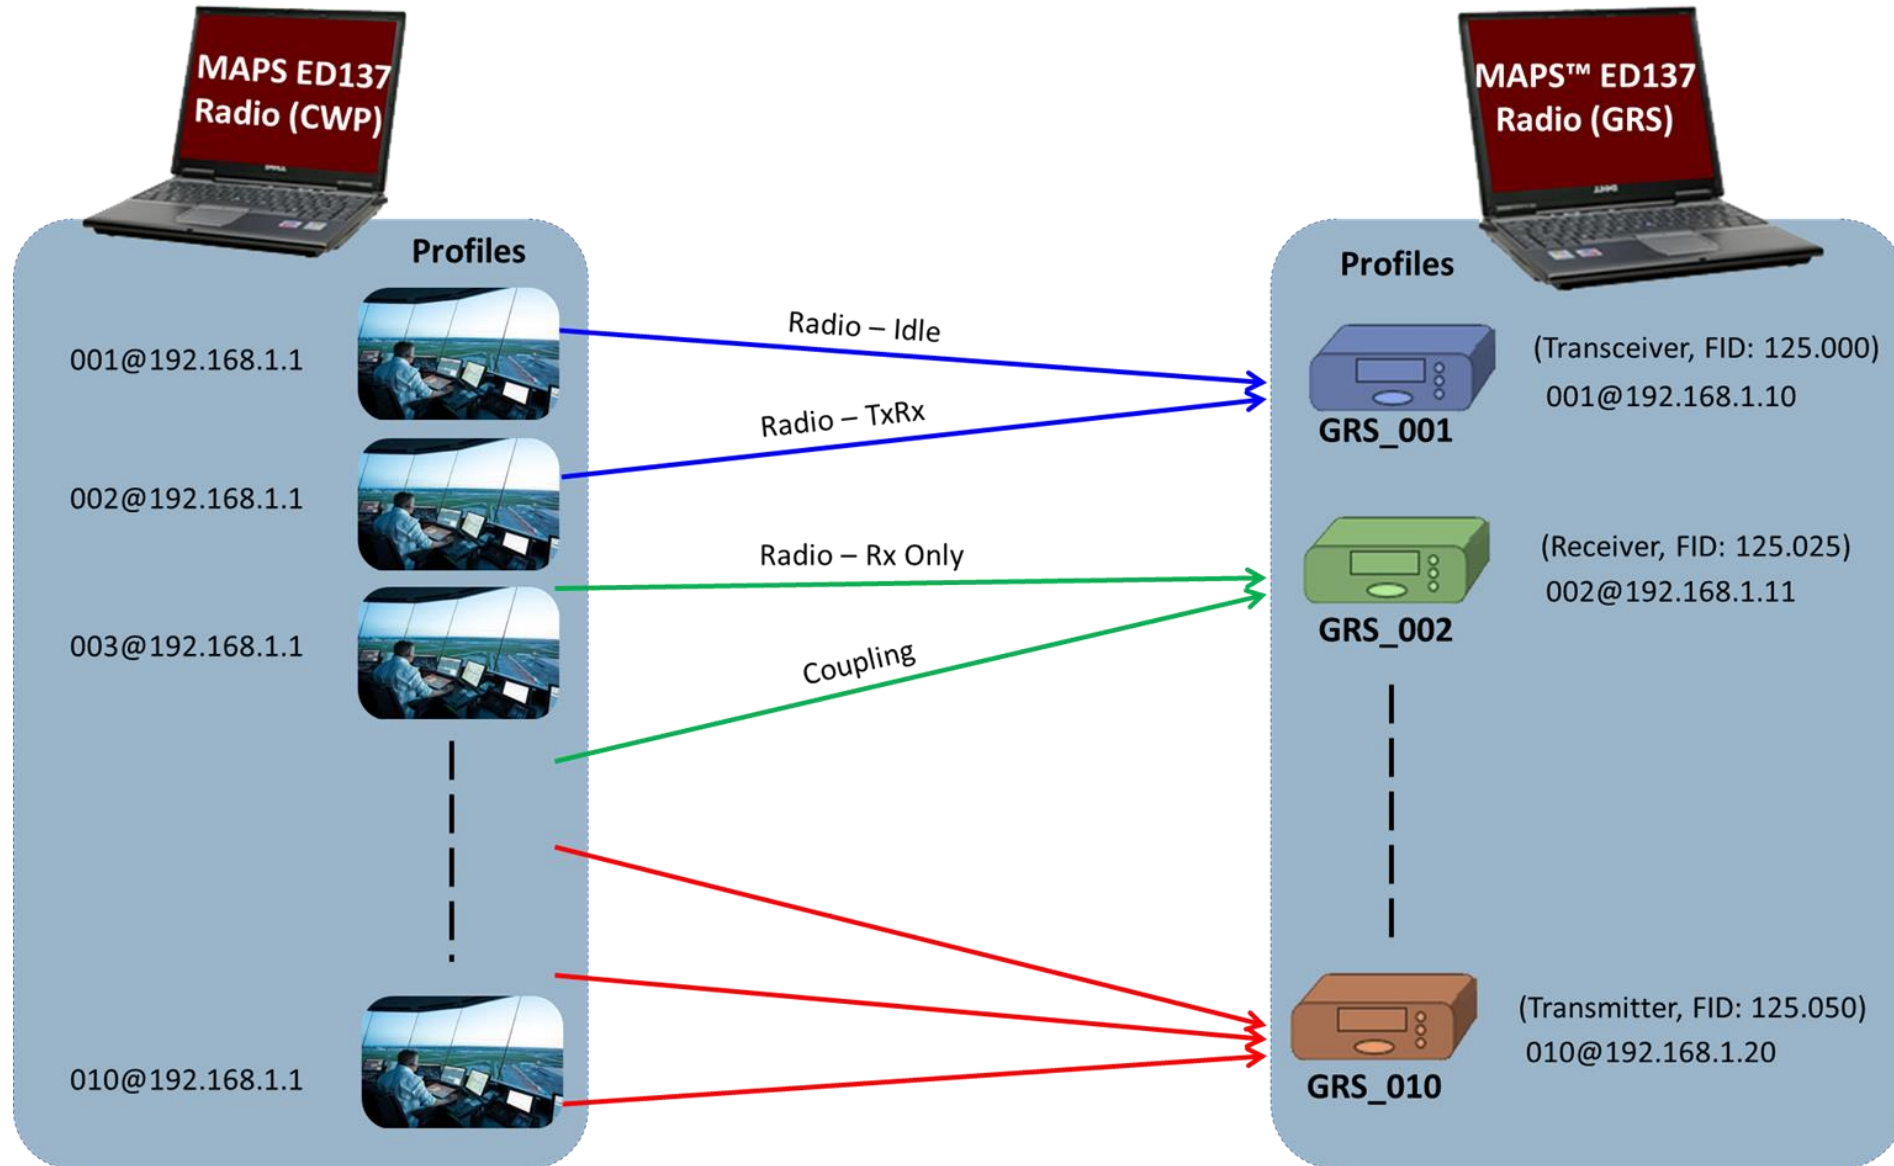 MAPS ED137
Radio (CWP)
MAPS™ ED137
Radio (GRS)
Profiles
001@192.168.1.1
002@192.168.1.1
003@192.168.1.1
010@192.168.1.1
Radio – Idle
Radio – TxRx
Radio – Rx Only
Coupling
Profiles
(Transceiver, FID: 125.000)
001@192.168.1.10
GRS_001
(Receiver, FID: 125.025)
002@192.168.1.11
GRS_002
(Transmitter, FID: 125.050)
010@192.168.1.20
GRS_010